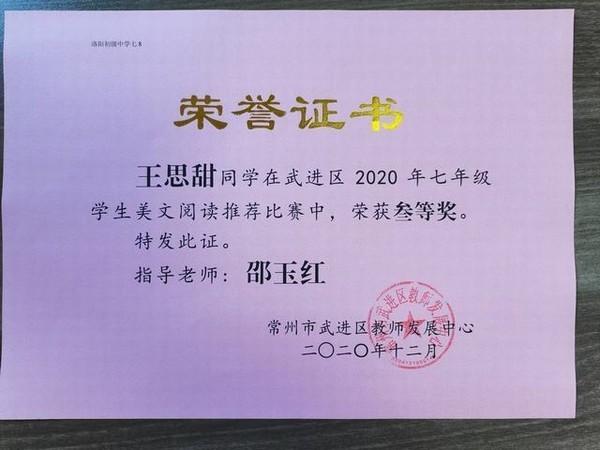 洛阳初级中学七8
荣誉证书
王思甜同学在武进区 2020 年七年级
学生美文阅读推荐比赛中，荣获叁等奖。
特发此证。
指导老师：邵玉红
常州市武进区教师发展中心
二〇二〇年十二月